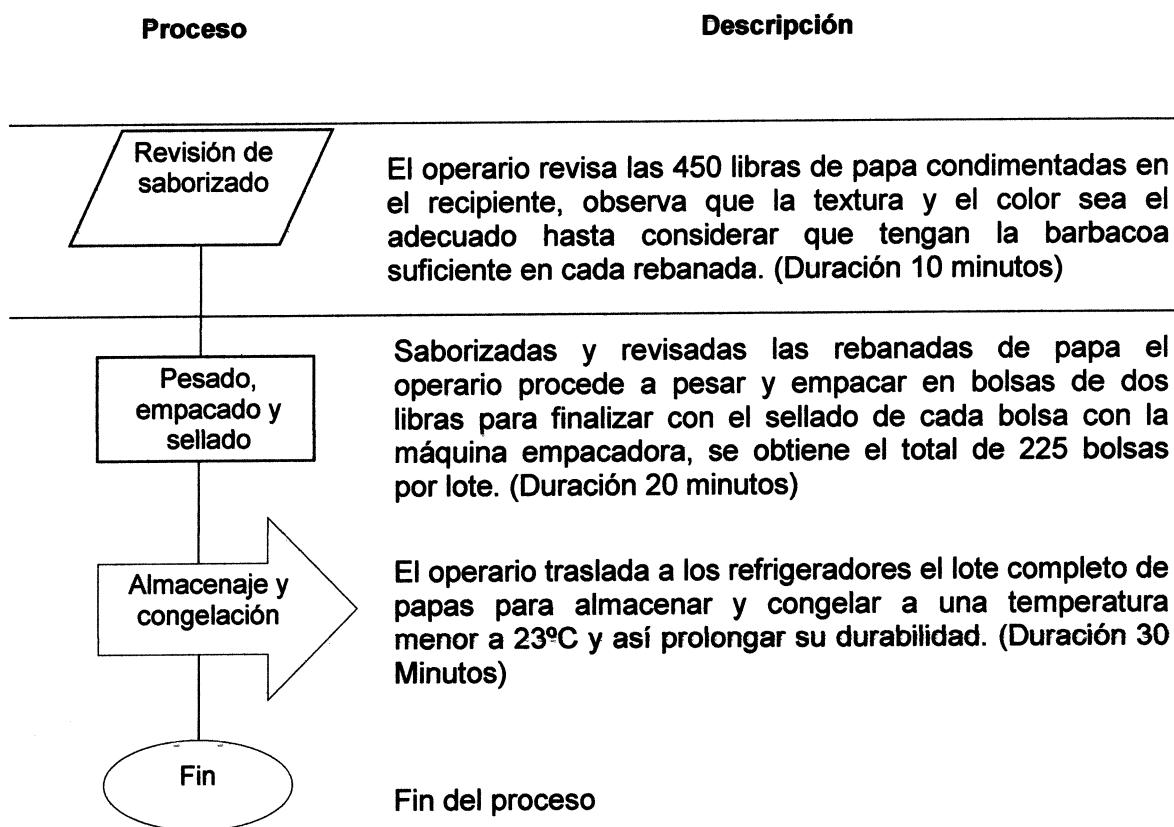 Proceso
Descripción
Revisión de
saborizado
El operario revisa las 450 libras de papa condimentadas en
el recipiente, observa que la textura y el color sea el
adecuado hasta considerar que tengan la barbacoa
suficiente en cada rebanada. (Duración 10 minutos)
Pesado,
empacado y
sellado
Saborizadas y revisadas las rebanadas de papa el
operario procede a pesar y empacar en bolsas de dos
libras para finalizar con el sellado de cada bolsa con la
máquina empacadora, se obtiene el total de 225 bolsas
por lote. (Duración 20 minutos)
Almacenaje y
congelación
El operario traslada a los refrigeradores el lote completo de
papas para almacenar y congelar a una temperatura
menor a 23ºC y así prolongar su durabilidad. (Duración 30
Minutos)
Fin
Fin del proceso